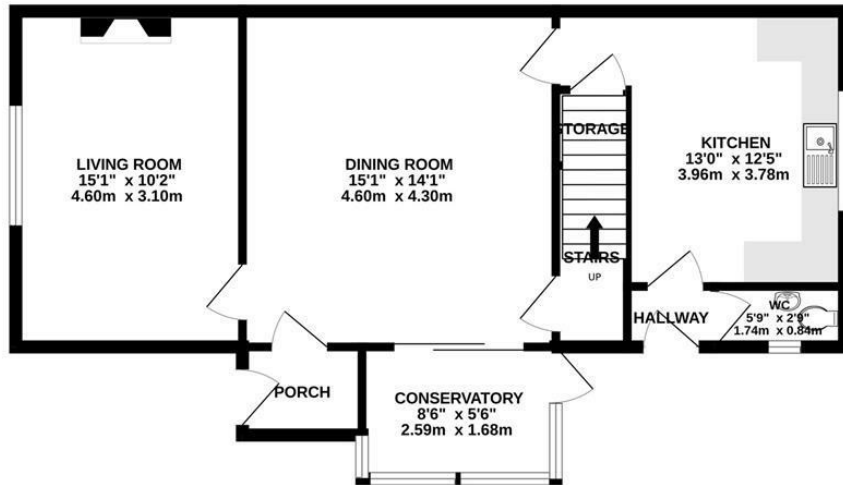 LIVING ROOM
15'1" x 10'2"
4.60m x 3.10m
DINING ROOM
15'1" x 14'1"
4.60m x 4.30m
STORAGE
STAIRS
UP
KITCHEN
13'0" x 12'5"
3.96m x 3.78m
HALLWAY
WC
5'9" x 2'9"
1.74m x 0.84m
PORCH
CONSERVATORY
8'6" x 5'6"
2.59m x 1.68m